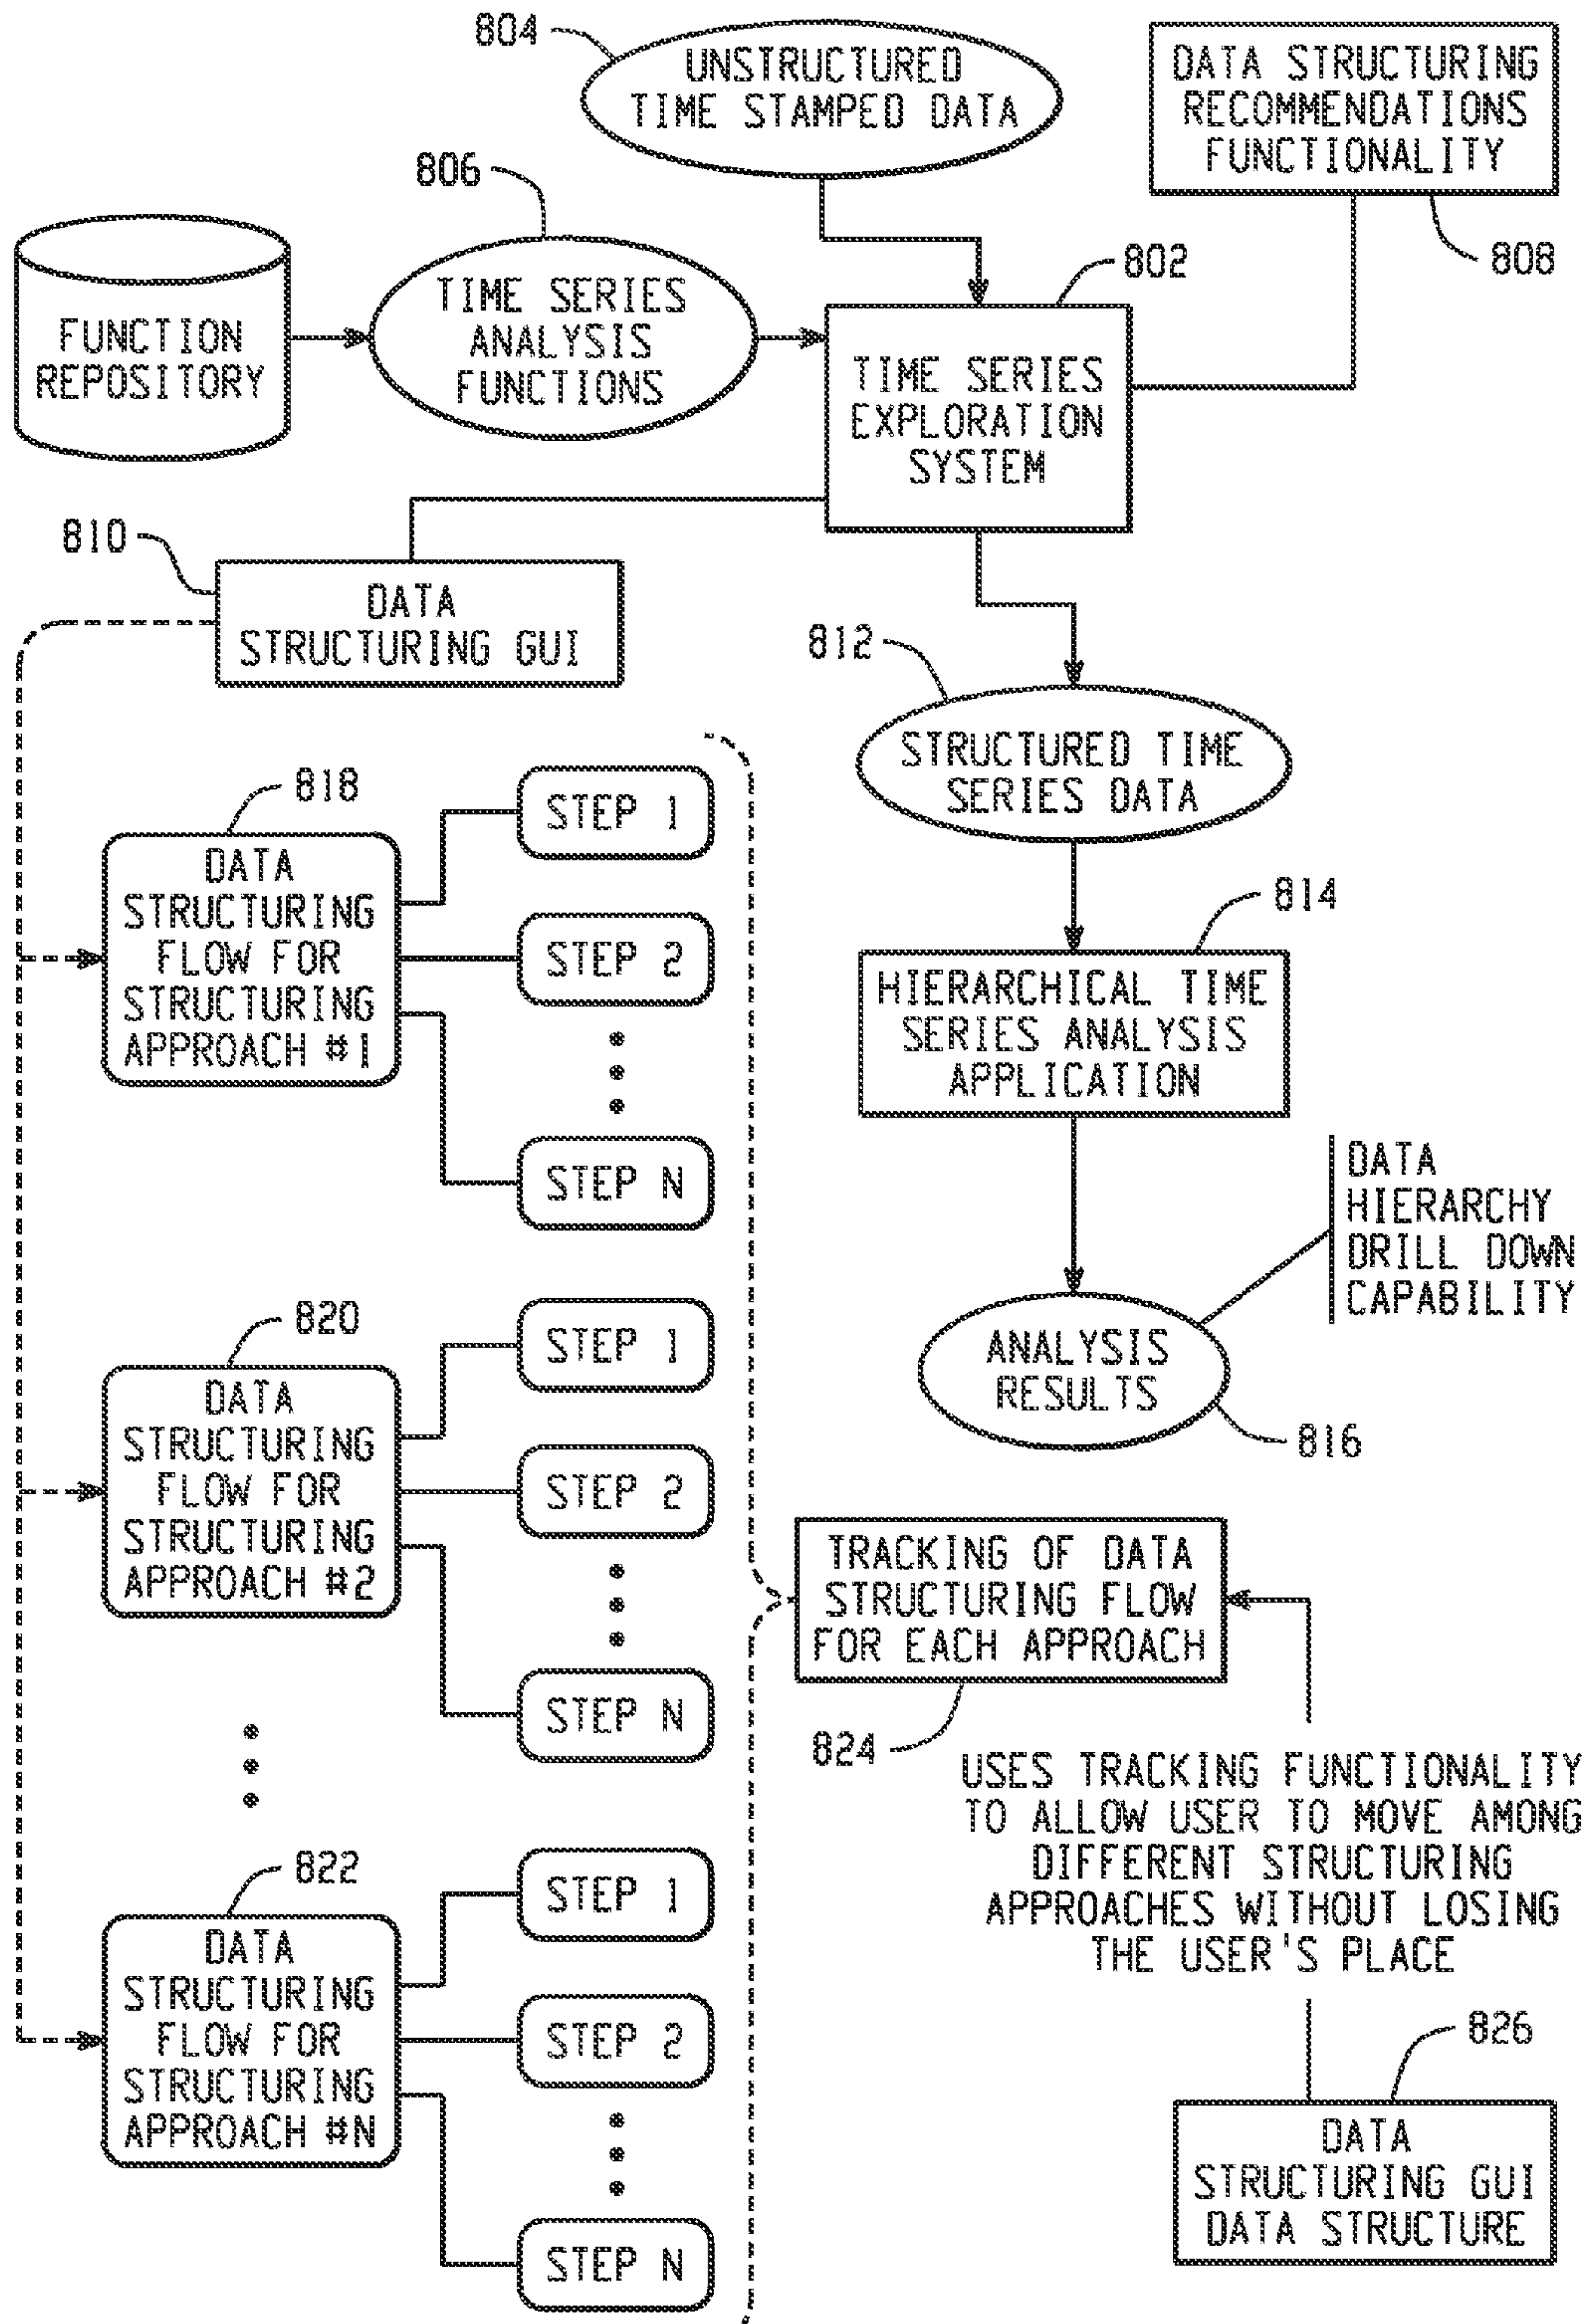 804
UNSTRUCTURED
TIME STAMPED DATA
DATA STRUCTURING
RECOMMENDATIONS
FUNCTIONALITY
808
806
FUNCTION
REPOSITORY
TIME SERIES
ANALYSIS
FUNCTIONS
802
TIME SERIES
EXPLORATION
SYSTEM
810
DATA
STRUCTURING GUI
812
STRUCTURED TIME
SERIES DATA
814
HIERARCHICAL TIME
SERIES ANALYSIS
APPLICATION
DATA
HIERARCHY
DRILL DOWN
CAPABILITY
ANALYSIS
RESULTS
816
818
DATA
STRUCTURING
FLOW FOR
STRUCTURING
APPROACH #1
STEP 1
STEP 2
STEP N
820
DATA
STRUCTURING
FLOW FOR
STRUCTURING
APPROACH #2
STEP 1
STEP 2
STEP N
822
DATA
STRUCTURING
FLOW FOR
STRUCTURING
APPROACH #N
STEP 1
STEP 2
STEP N
TRACKING OF DATA
STRUCTURING FLOW
FOR EACH APPROACH
824
USES TRACKING FUNCTIONALITY
TO ALLOW USER TO MOVE AMONG
DIFFERENT STRUCTURING
APPROACHES WITHOUT LOSING
THE USER'S PLACE
826
DATA
STRUCTURING GUI
DATA STRUCTURE